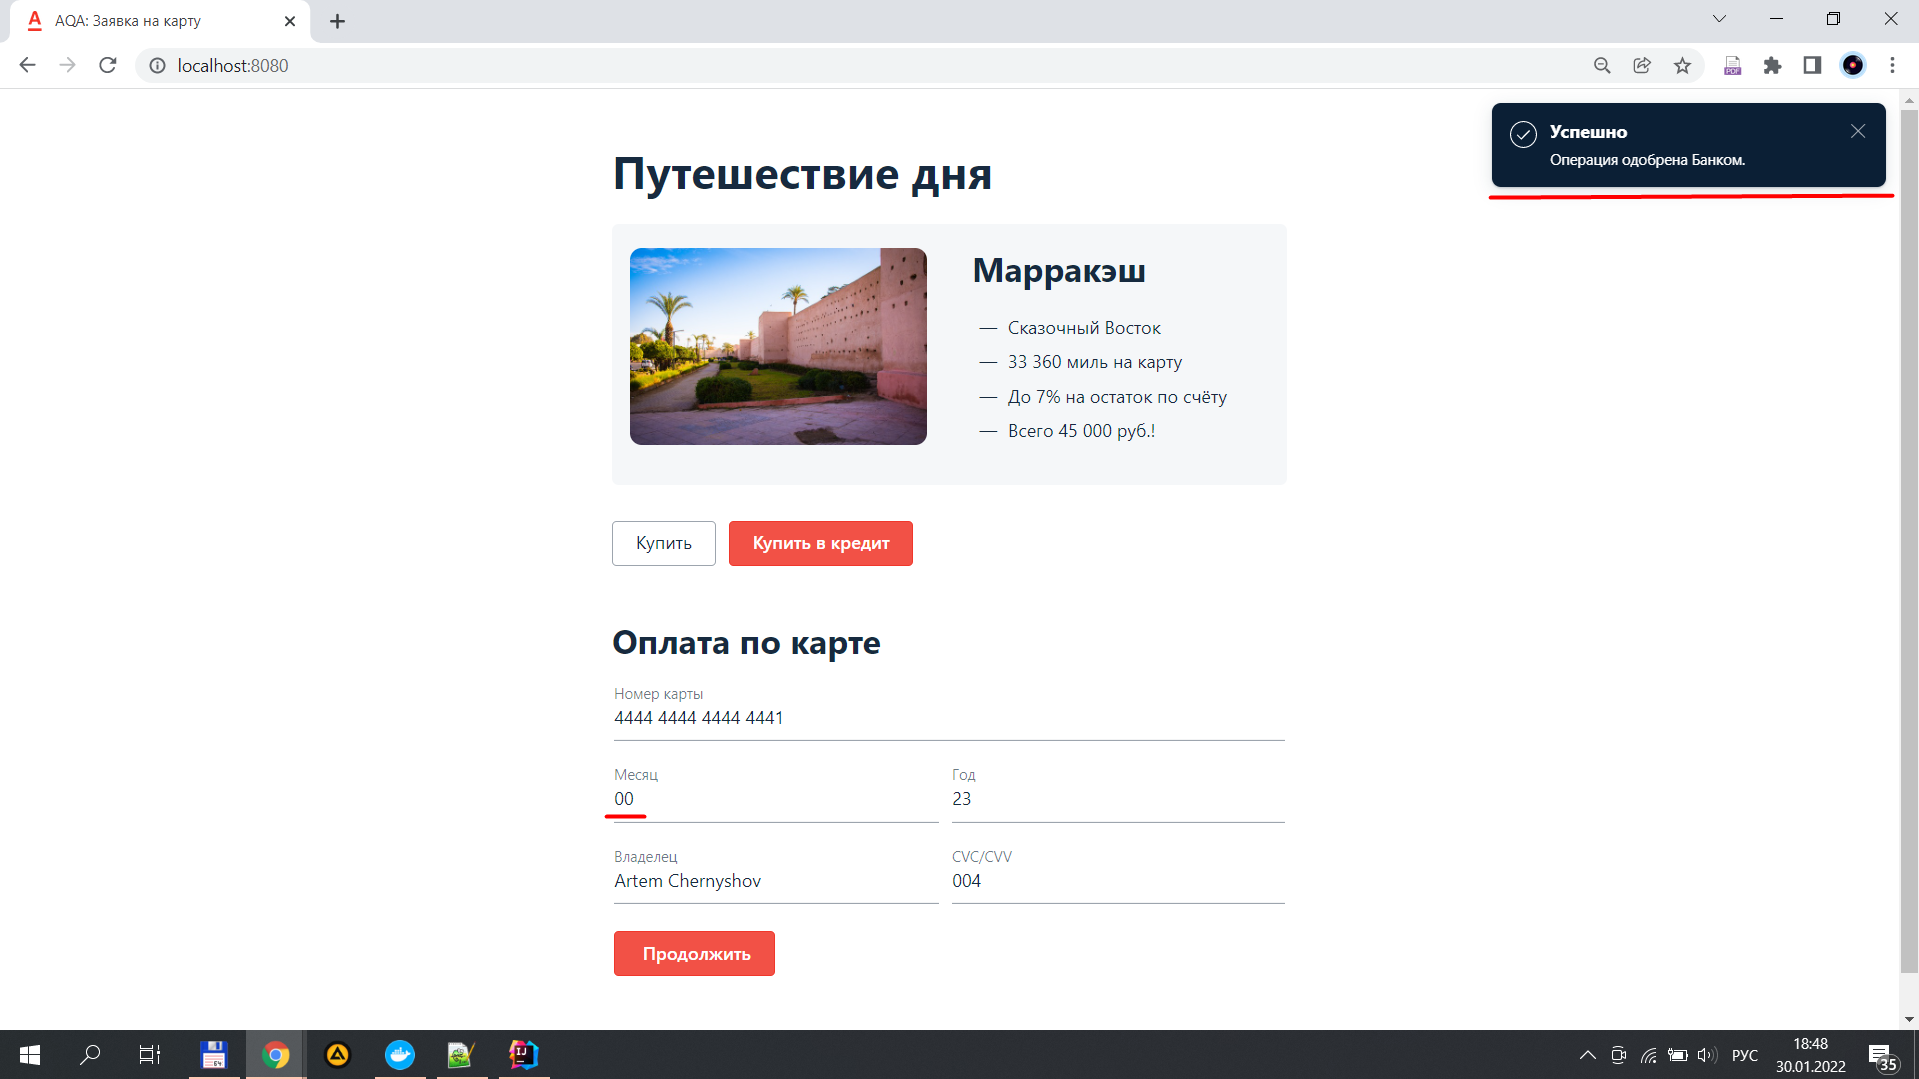 AQA: Заявка на карту
localhost:8080
Успешно
Операция одобрена Банком.
Путешествие дня
Марракэш
— Сказочный Восток
— 33 360 миль на карту
— До 7% на остаток по счёту
— Всего 45 000 руб.!
Купить
Купить в кредит
Оплата по карте
Номер карты
4444 4444 4444 4441
Месяц
00
Год
23
Владелец
Artem Chernyshov
CVC/CVV
004
Продолжить
РУС
18:48
30.01.2022
35